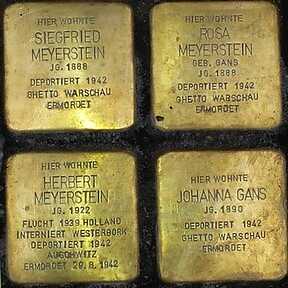 HIER WOHNTE
SIEGFRIED
MEYERSTEIN
JG. 1888
DEPORTIERT 1942
GHETTO WARSCHAU
ERMORDET
HIER WOHNTE
ROSA
MEYERSTEIN
GEB. GANS
JG. 1888
DEPORTIERT 1942
GHETTO WARSCHAU
ERMORDET
HIER WOHNTE
HERBERT
MEYERSTEIN
JG. 1922
FLUCHT 1939 HOLLAND
INTERNIERT WESTERBORK
DEPORTIERT 1942
AUSCHWITZ
ERMORDET 29.8.1942
HIER WOHNTE
JOHANNA GANS
JG. 1890
DEPORTIERT 1942
GHETTO WARSCHAU
ERMORDET